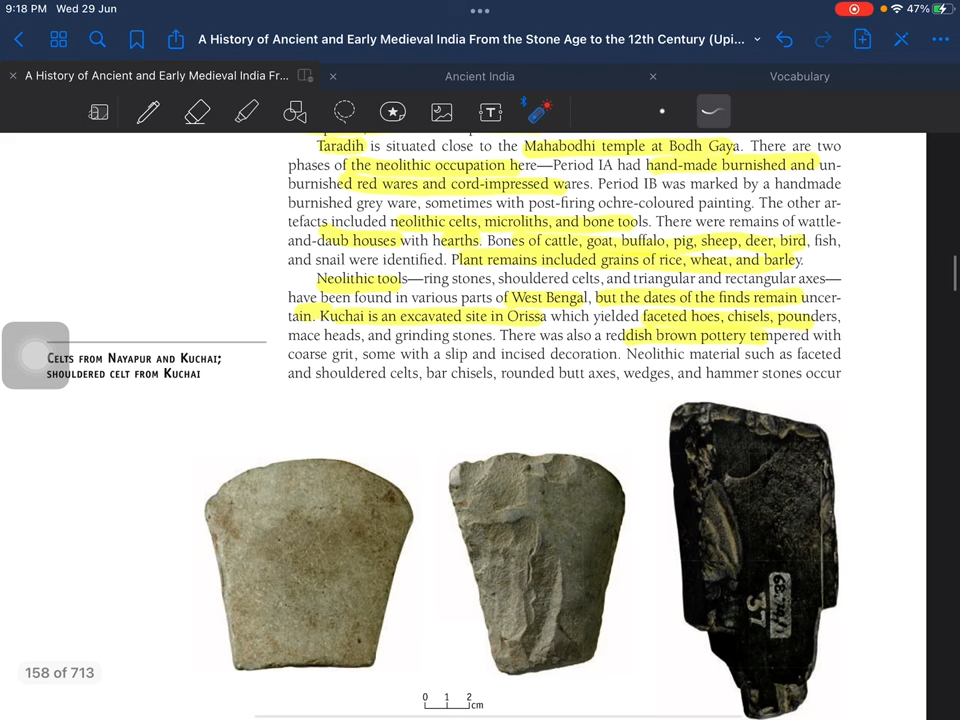 9:18 PM Wed 29 Jun
47%
A History of Ancient and Early Medieval India From the Stone Age to the 12th Century (Upi...
A History of Ancient and Early Medieval India Fr...
Ancient India
Vocabulary
Taradih is situated close to the Mahabodhi temple at Bodh Gaya. There are two
phases of the neolithic occupation here—Period IA had hand-made burnished and un-
burnished red wares and cord-impressed wares. Period IB was marked by a handmade
burnished grey ware, sometimes with post-firing ochre-coloured painting. The other ar-
tefacts included neolithic celts, microliths, and bone tools. There were remains of wattle-
and-daub houses with hearths. Bones of cattle, goat, buffalo, pig, sheep, deer, bird, fish,
and snail were identified. Plant remains included grains of rice, wheat, and barley.
Neolithic tools—ring stones, shouldered celts, and triangular and rectangular axes—
have been found in various parts of West Bengal, but the dates of the finds remain uncer-
tain. Kuchai is an excavated site in Orissa which yielded faceted hoes, chisels, pounders,
mace heads, and grinding stones. There was also a reddish brown pottery tempered with
coarse grit, some with a slip and incised decoration. Neolithic material such as faceted
and shouldered celts, bar chisels, rounded butt axes, wedges, and hammer stones occur
CELTS FROM NAYAPUR AND KUCHAI;
SHOULDERED CELT FROM KUCHAI
37
158 of 713
0 1 2
cm